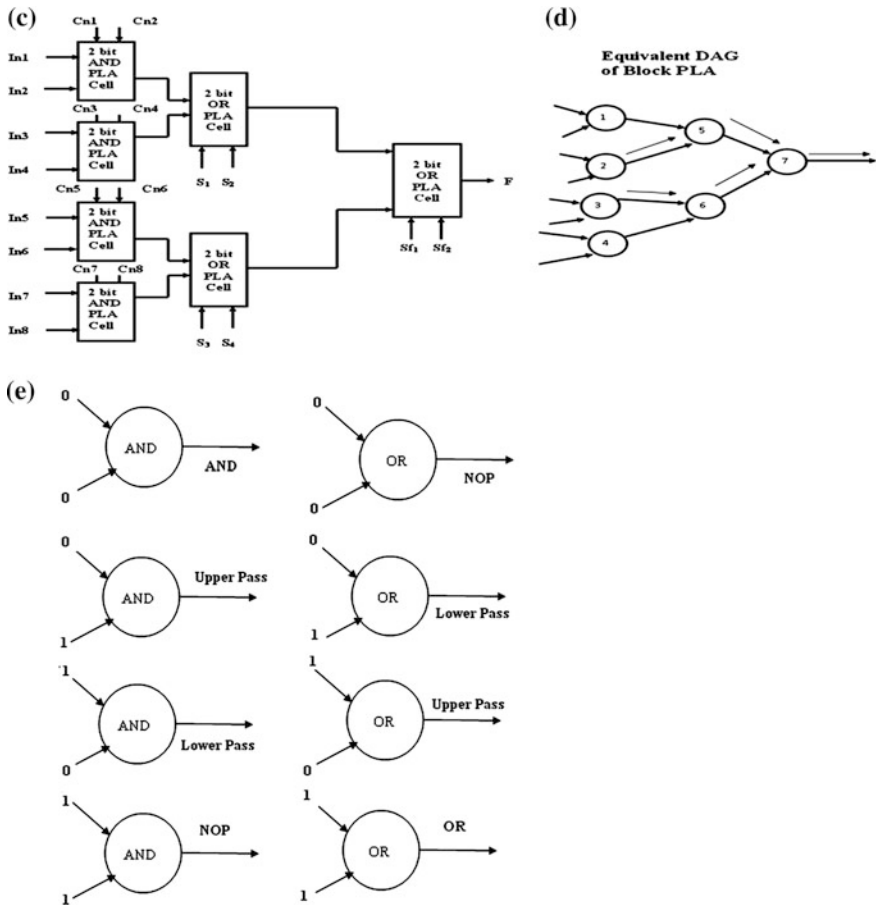 (c)
Cn1 Cn2
In1
In2
2 bit
AND
PLA
Cell
Cn3 Cn4
In3
In4
2 bit
AND
PLA
Cell
Cn5 Cn6
In5
In6
2 bit
AND
PLA
Cell
Cn7 Cn8
In7
In8
2 bit
AND
PLA
Cell
2 bit
OR
PLA
Cell
S1 S2
2 bit
OR
PLA
Cell
S3 S4
2 bit
OR
PLA
Cell
Sf1 Sf2
F
(d)
Equivalent DAG
of Block PLA
1
2
3
4
5
6
7
(e)
0
AND
AND
0
0
OR
NOP
0
0
AND
Upper Pass
1
0
OR
Lower Pass
1
1
AND
Lower Pass
0
1
OR
Upper Pass
0
1
AND
NOP
1
1
OR
OR
1